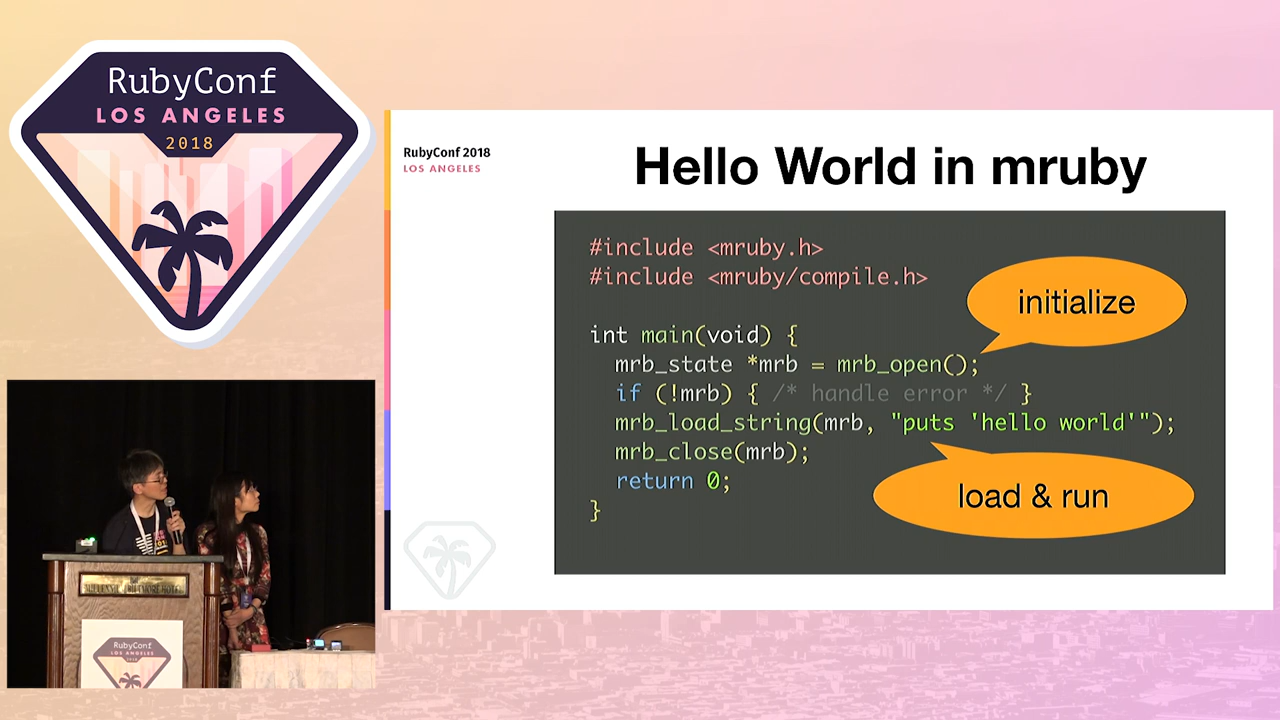 RubyConf
LOS ANGELES
2018
RubyConf 2018
LOS ANGELES
Hello World in mruby
#include <mruby.h>
#include <mruby/compile.h>
initialize
int main(void) {
mrb_state *mrb = mrb_open();
if (!mrb) { /* handle error */ }
mrb_load_string(mrb, "puts 'hello world'");
mrb_close(mrb);
load & run
return 0;
}
RubyConf
LOS ANGELES